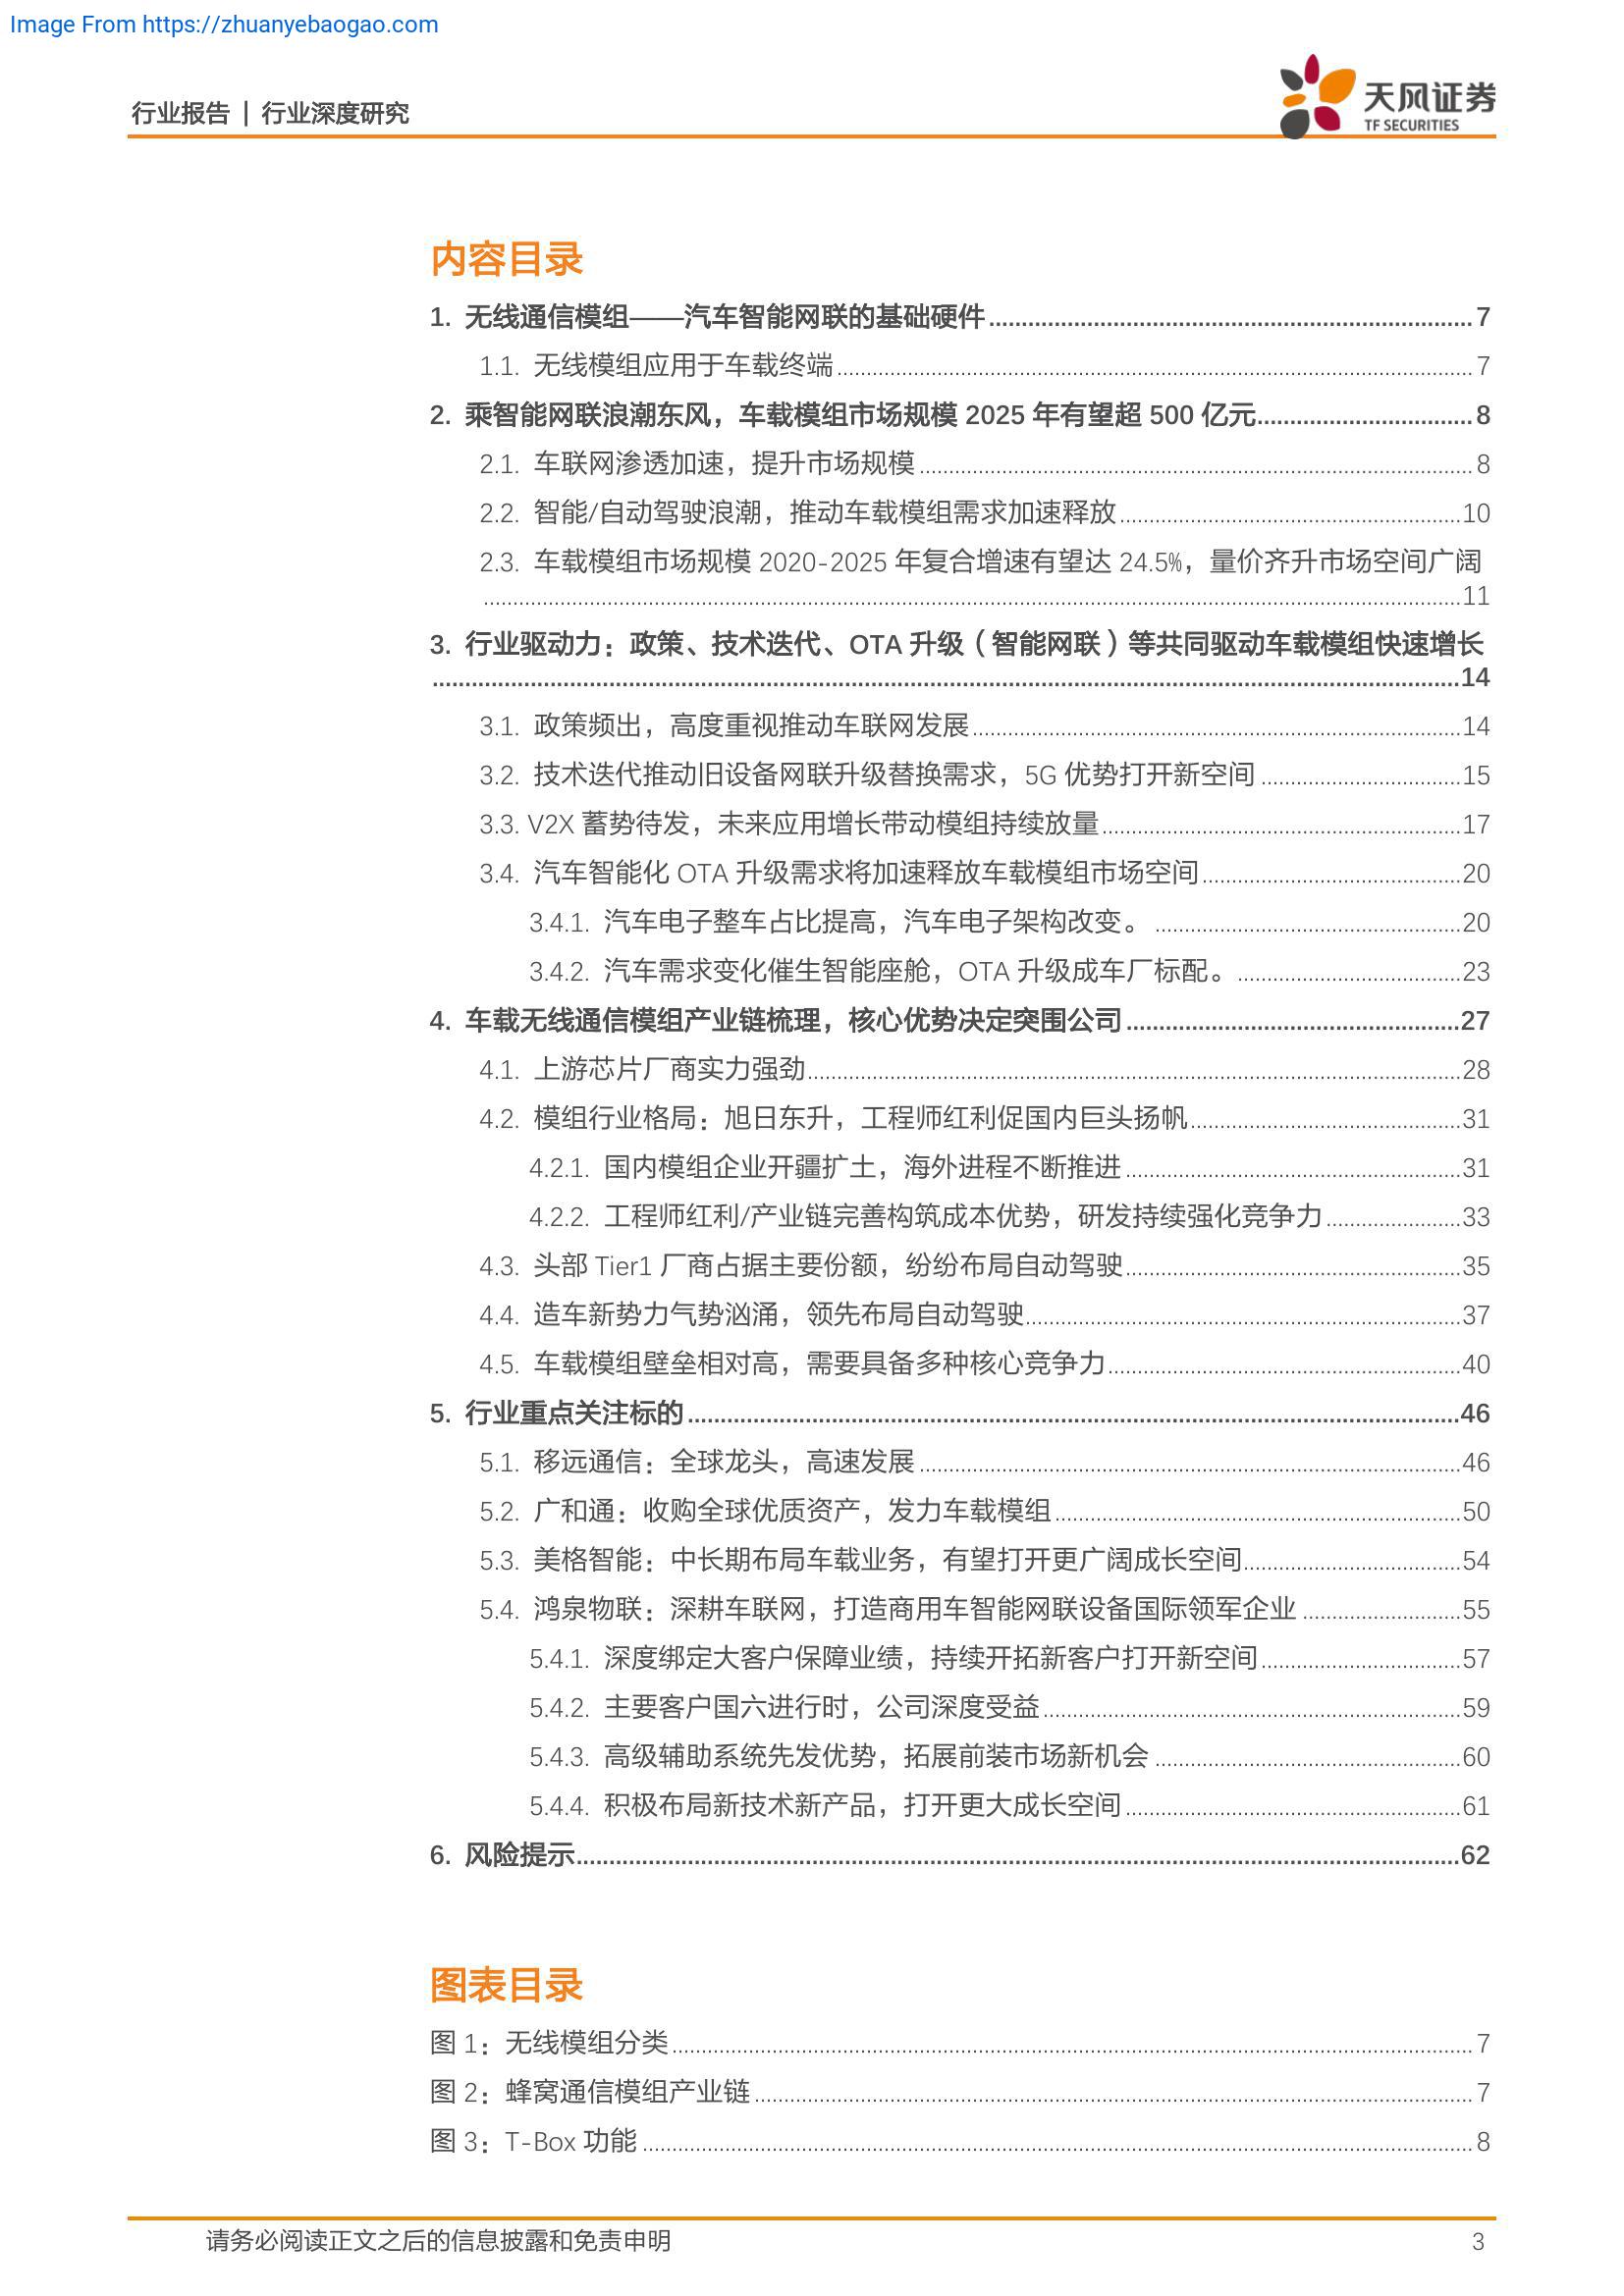 Image From https://zhuanyebaogao.com
行业报告 | 行业深度研究
天风证券
TF SECURITIES
内容目录
1. 无线通信模组——汽车智能网联的基础硬件 7
1.1. 无线模组应用于车载终端 7
2. 乘智能网联浪潮东风，车载模组市场规模 2025 年有望超 500 亿元 8
2.1. 车联网渗透加速，提升市场规模 8
2.2. 智能/自动驾驶浪潮，推动车载模组需求加速释放 10
2.3. 车载模组市场规模 2020-2025 年复合增速有望达 24.5%，量价齐升市场空间广阔
11
3. 行业驱动力：政策、技术迭代、OTA 升级（智能网联）等共同驱动车载模组快速增长
14
3.1. 政策频出，高度重视推动车联网发展 14
3.2. 技术迭代推动旧设备网联升级替换需求，5G 优势打开新空间 15
3.3. V2X 蓄势待发，未来应用增长带动模组持续放量 17
3.4. 汽车智能化 OTA 升级需求将加速释放车载模组市场空间 20
3.4.1. 汽车电子整车占比提高，汽车电子架构改变。 20
3.4.2. 汽车需求变化催生智能座舱，OTA 升级成车厂标配。 23
4. 车载无线通信模组产业链梳理，核心优势决定突围公司 27
4.1. 上游芯片厂商实力强劲 28
4.2. 模组行业格局：旭日东升，工程师红利促国内巨头扬帆 31
4.2.1. 国内模组企业开疆扩土，海外进程不断推进 31
4.2.2. 工程师红利/产业链完善构筑成本优势，研发持续强化竞争力 33
4.3. 头部 Tier1 厂商占据主要份额，纷纷布局自动驾驶 35
4.4. 造车新势力气势汹涌，领先布局自动驾驶 37
4.5. 车载模组壁垒相对高，需要具备多种核心竞争力 40
5. 行业重点关注标的 46
5.1. 移远通信：全球龙头，高速发展 46
5.2. 广和通：收购全球优质资产，发力车载模组 50
5.3. 美格智能：中长期布局车载业务，有望打开更广阔成长空间 54
5.4. 鸿泉物联：深耕车联网，打造商用车智能网联设备国际领军企业 55
5.4.1. 深度绑定大客户保障业绩，持续开拓新客户打开新空间 57
5.4.2. 主要客户国六进行时，公司深度受益 59
5.4.3. 高级辅助系统先发优势，拓展前装市场新机会 60
5.4.4. 积极布局新技术新产品，打开更大成长空间 61
6. 风险提示 62
图表目录
图 1：无线模组分类 7
图 2：蜂窝通信模组产业链 7
图 3：T-Box 功能 8
请务必阅读正文之后的信息披露和免责申明 3